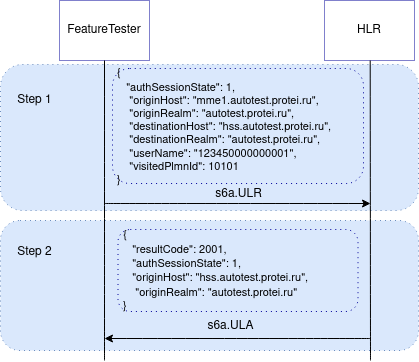 FeatureTester
HLR
Step 1
{
"authSessionState": 1,
"originHost": "mme1.autotest.protei.ru",
"originRealm": "autotest.protei.ru",
"destinationHost": "hss.autotest.protei.ru",
"destinationRealm": "autotest.protei.ru",
"userName": "123450000000001",
"visitedPlmnId": 10101
}
s6a.ULR
Step 2
{
"resultCode": 2001,
"authSessionState": 1,
"originHost": "hss.autotest.protei.ru",
"originRealm": "autotest.protei.ru"
}
s6a.ULA